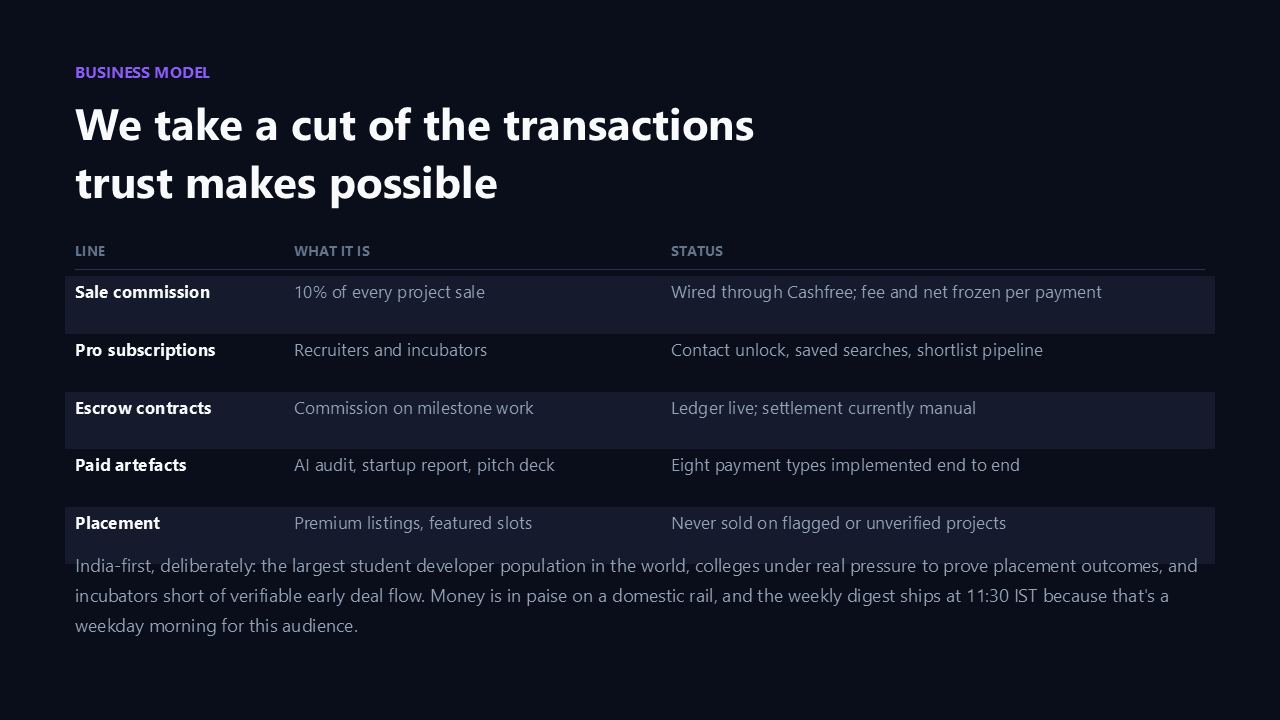 BUSINESS MODEL
We take a cut of the transactions
trust makes possible
LINE WHAT IT IS STATUS
Sale commission 10% of every project sale Wired through Cashfree; fee and net frozen per payment
Pro subscriptions Recruiters and incubators Contact unlock, saved searches, shortlist pipeline
Escrow contracts Commission on milestone work Ledger live; settlement currently manual
Paid artefacts AI audit, startup report, pitch deck Eight payment types implemented end to end
Placement Premium listings, featured slots Never sold on flagged or unverified projects
India-first, deliberately: the largest student developer population in the world, colleges under real pressure to prove placement outcomes, and
incubators short of verifiable early deal flow. Money is in paise on a domestic rail, and the weekly digest ships at 11:30 IST because that's a
weekday morning for this audience.